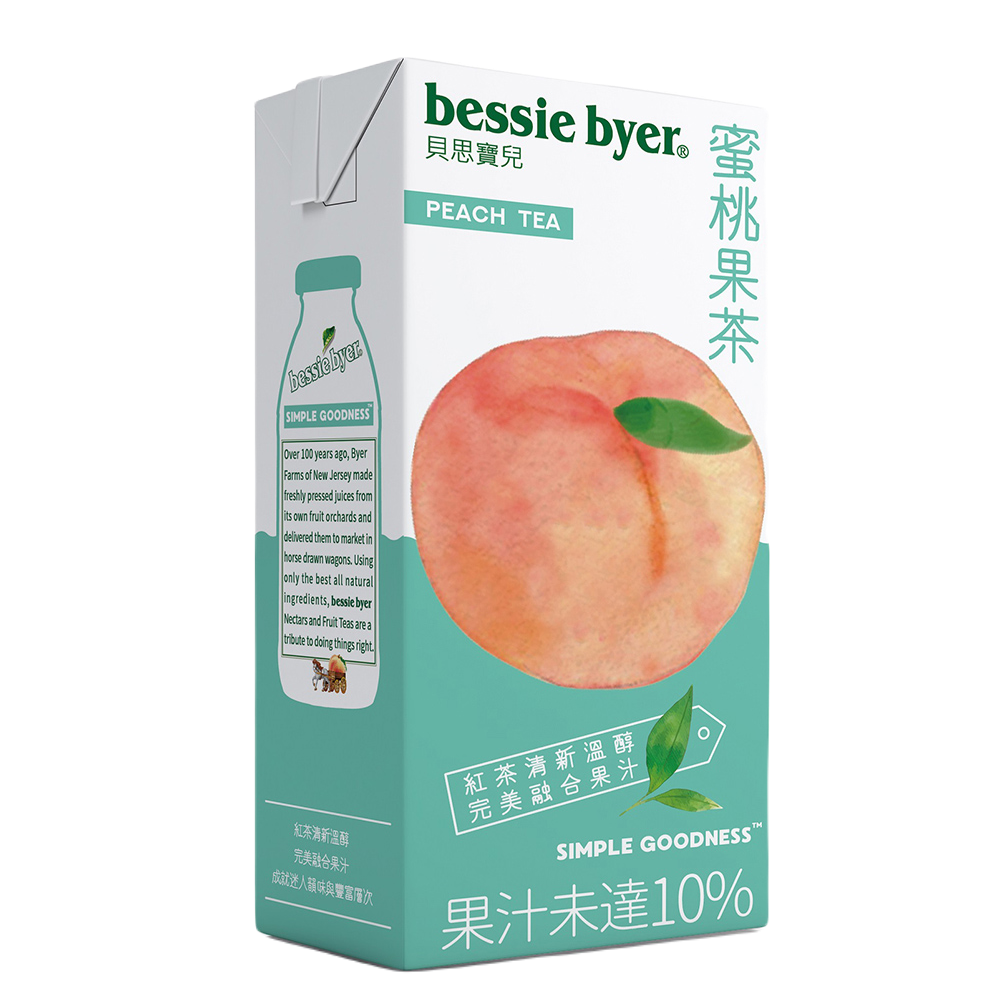 bessie byer®
貝思寶兒
PEACH TEA
蜜桃果茶
紅茶清新溫醇
完美融合果汁
SIMPLE GOODNESS™
果汁未達10%
bessie byer®
SIMPLE GOODNESS™
Over 100 years ago, Byer
Farms of New Jersey made
freshly pressed juices from
its own fruit orchards and
delivered them to market in
horse drawn wagons. Using
only the best all natural
ingredients, bessie byer
Nectars and Fruit Teas are a
tribute to doing things right.
紅茶清新溫醇
完美融合果汁
成就迷人韻味與豐富層次